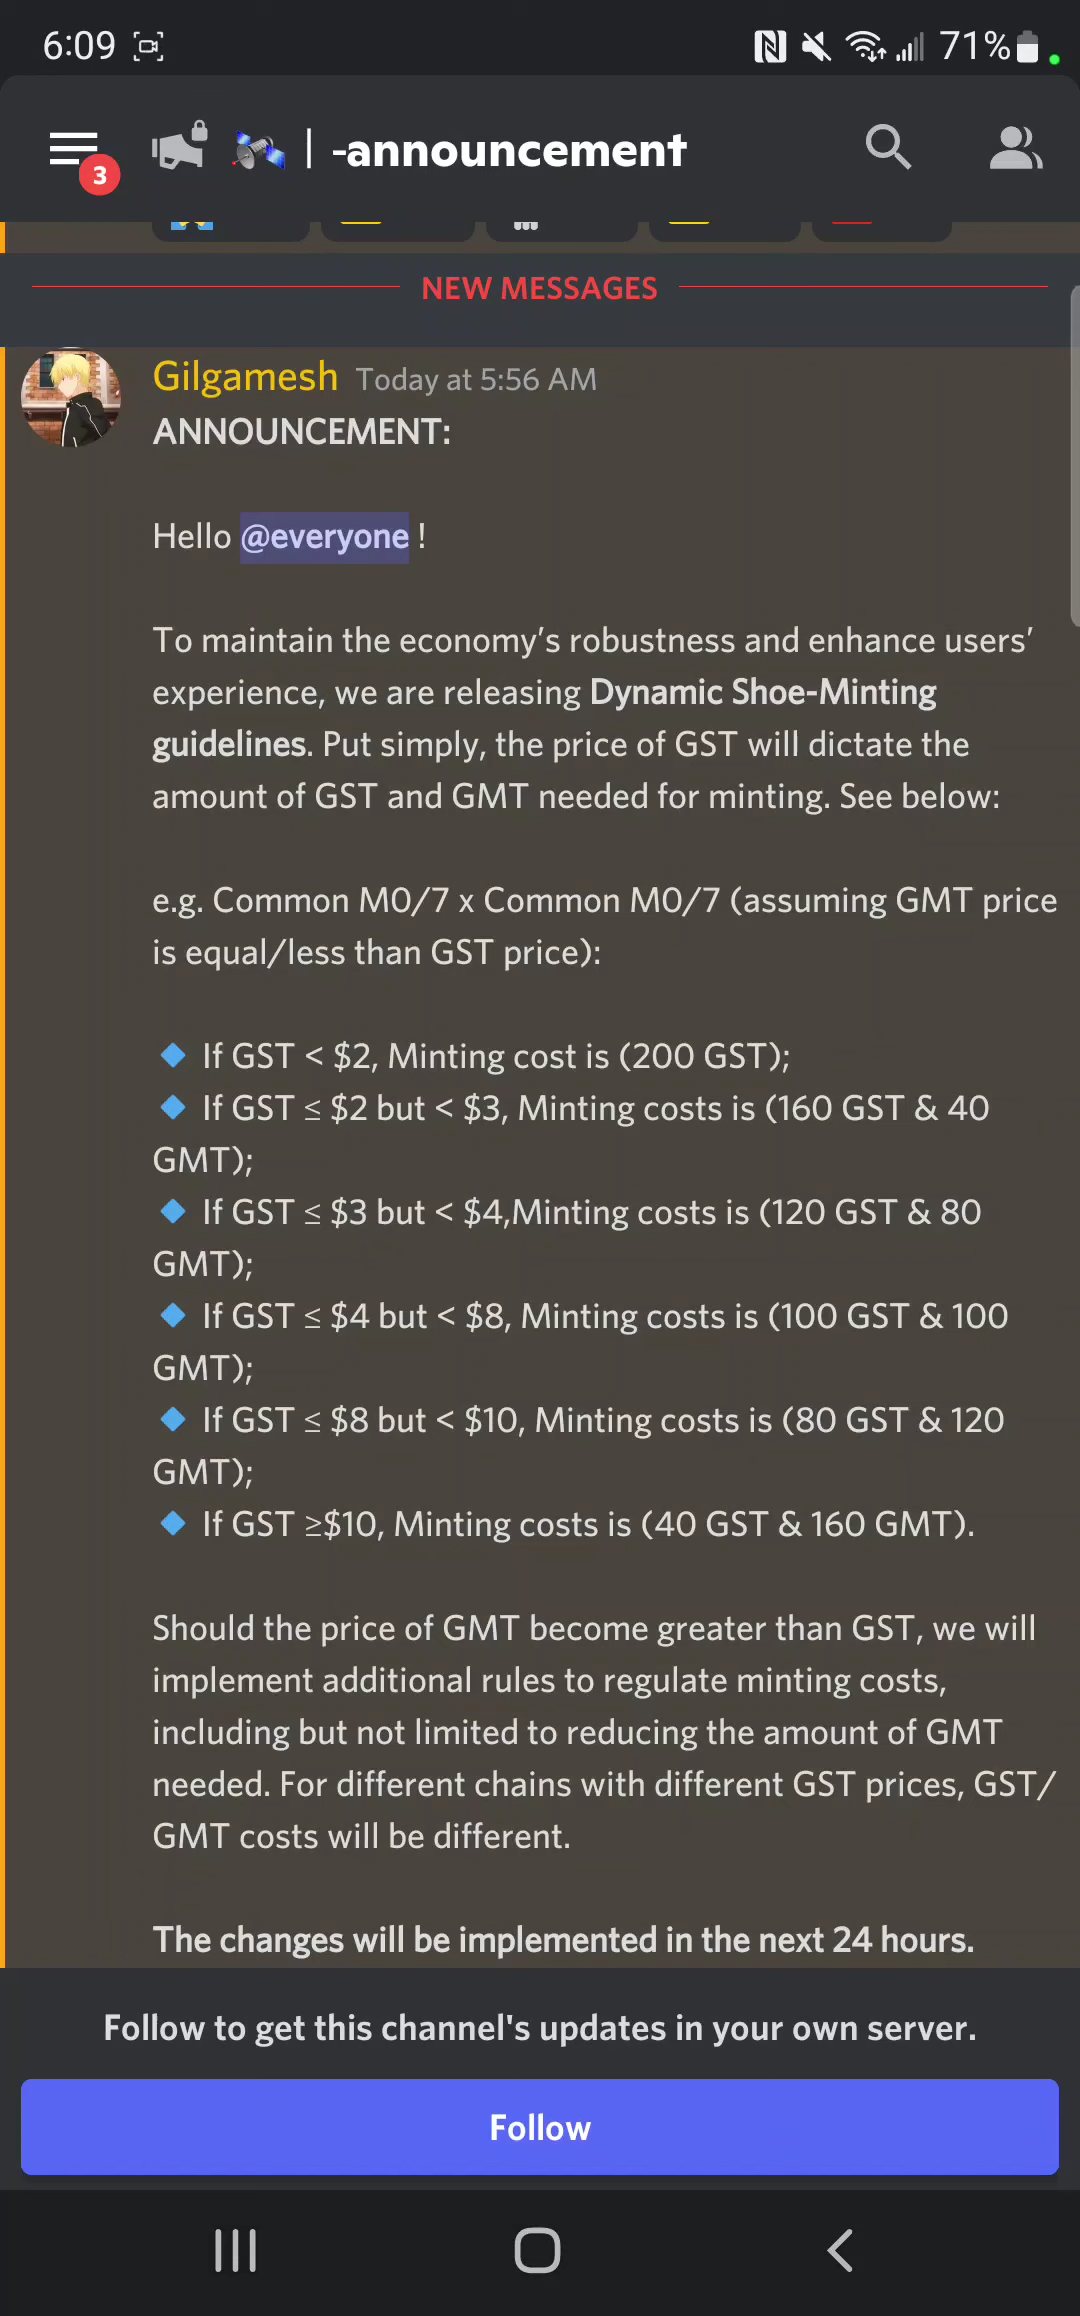 6:09
71%
3
| -announcement
NEW MESSAGES
Gilgamesh Today at 5:56 AM
ANNOUNCEMENT:
Hello @everyone !
To maintain the economy’s robustness and enhance users’
experience, we are releasing Dynamic Shoe-Minting
guidelines. Put simply, the price of GST will dictate the
amount of GST and GMT needed for minting. See below:
e.g. Common M0/7 x Common M0/7 (assuming GMT price
is equal/less than GST price):
🔹 If GST < $2, Minting cost is (200 GST);
🔹 If GST ≤ $2 but < $3, Minting costs is (160 GST & 40
GMT);
🔹 If GST ≤ $3 but < $4,Minting costs is (120 GST & 80
GMT);
🔹 If GST ≤ $4 but < $8, Minting costs is (100 GST & 100
GMT);
🔹 If GST ≤ $8 but < $10, Minting costs is (80 GST & 120
GMT);
🔹 If GST ≥$10, Minting costs is (40 GST & 160 GMT).
Should the price of GMT become greater than GST, we will
implement additional rules to regulate minting costs,
including but not limited to reducing the amount of GMT
needed. For different chains with different GST prices, GST/
GMT costs will be different.
The changes will be implemented in the next 24 hours.
Follow to get this channel's updates in your own server.
Follow